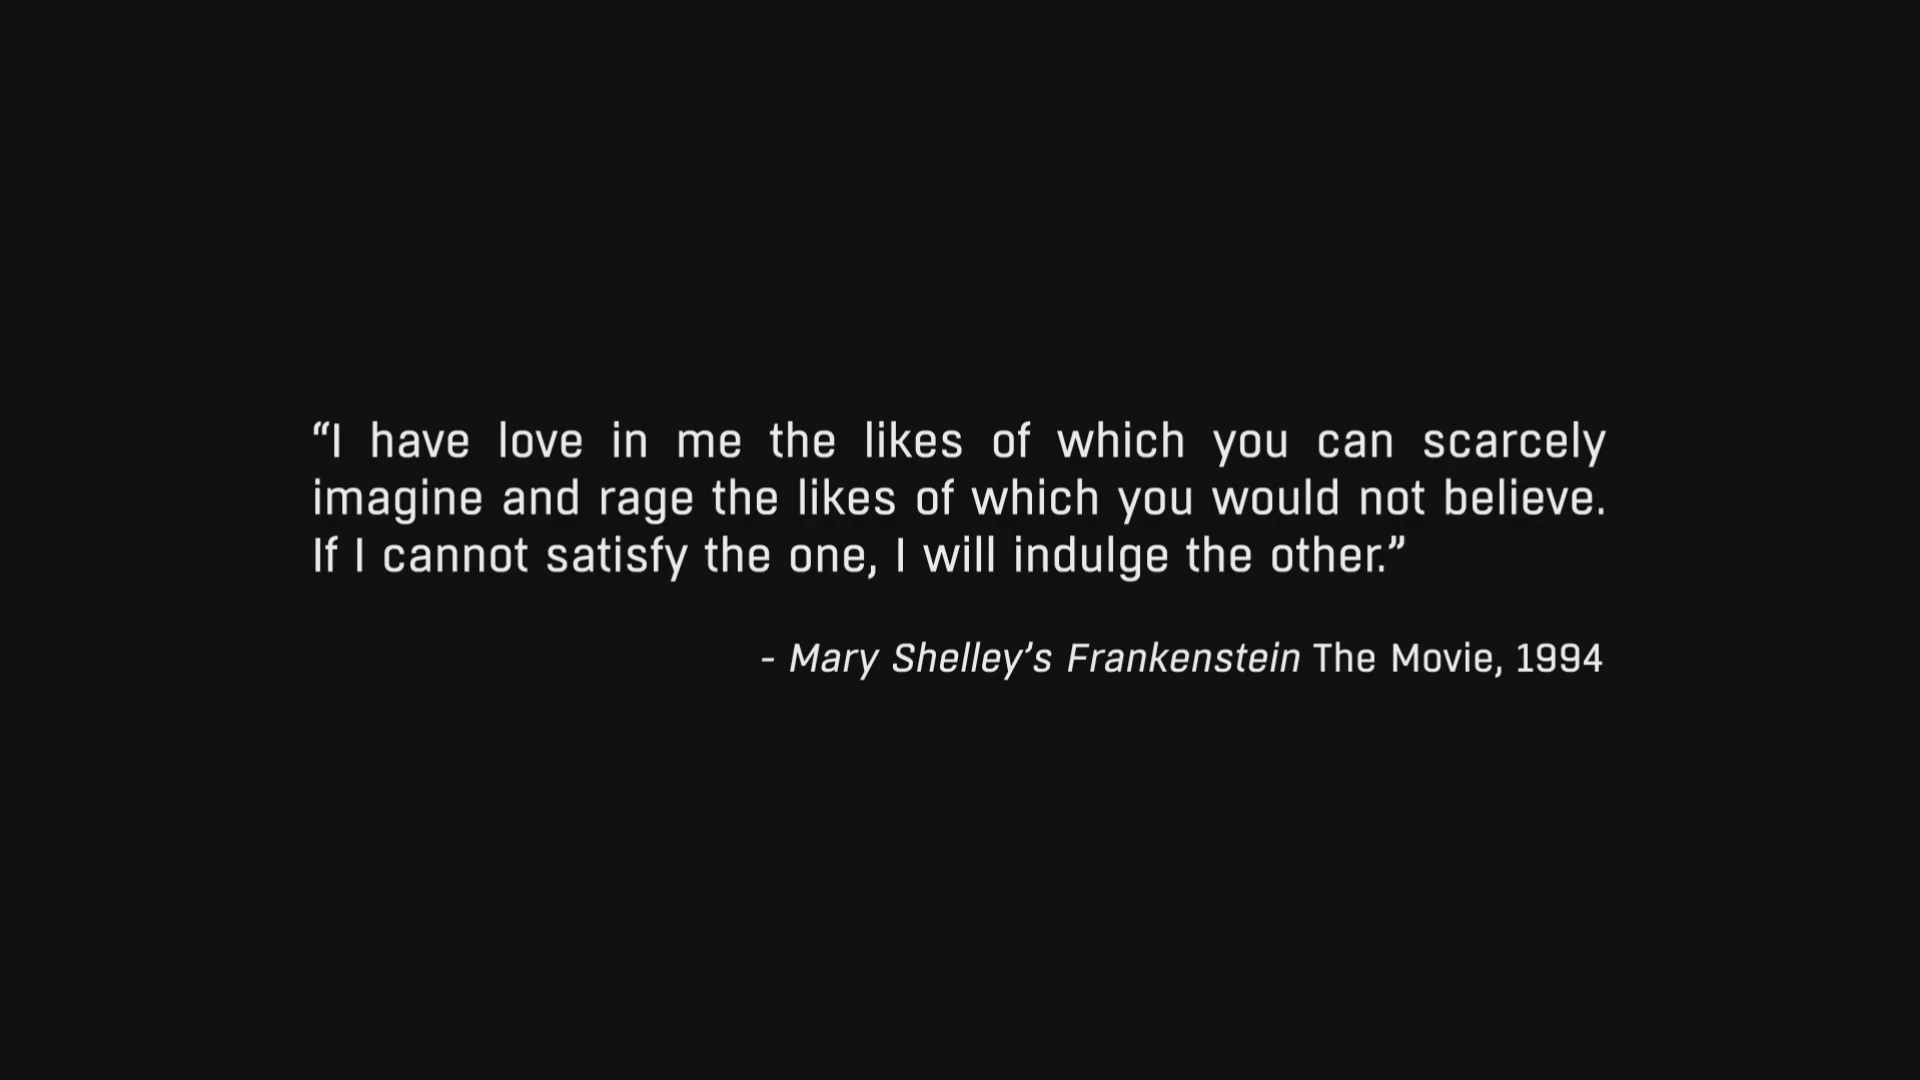 “I have love in me the likes of which you can scarcely
imagine and rage the likes of which you would not believe.
If I cannot satisfy the one, I will indulge the other.”
- Mary Shelley’s Frankenstein The Movie, 1994